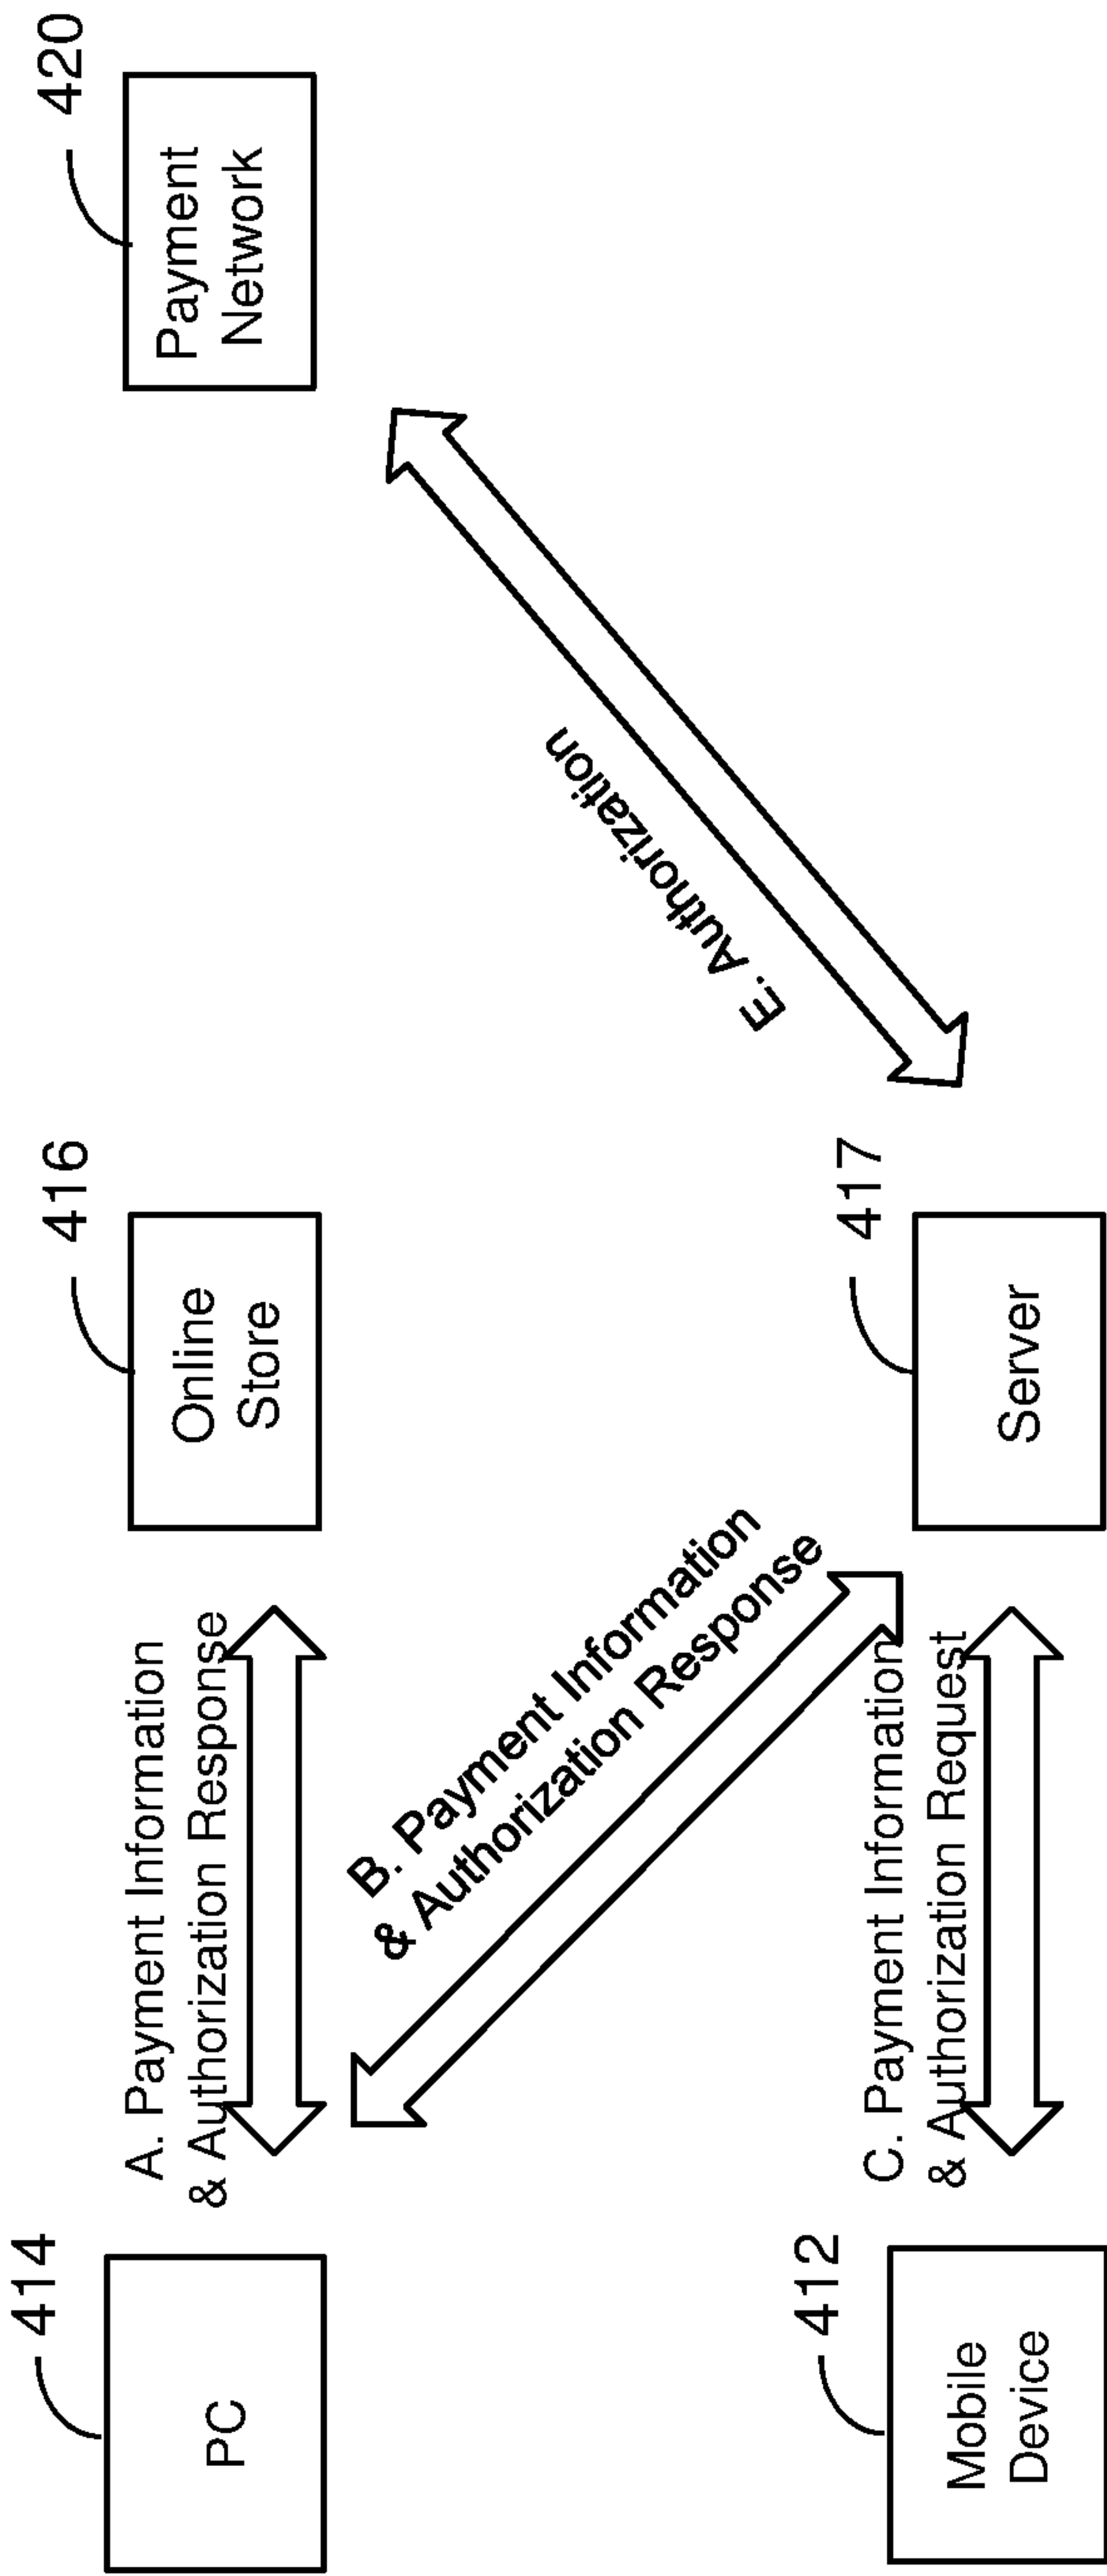 414
PC
A. Payment Information
& Authorization Response
416
Online
Store
420
Payment
Network
B. Payment Information
& Authorization Response
E. Authorization
412
Mobile
Device
C. Payment Information
& Authorization Request
417
Server